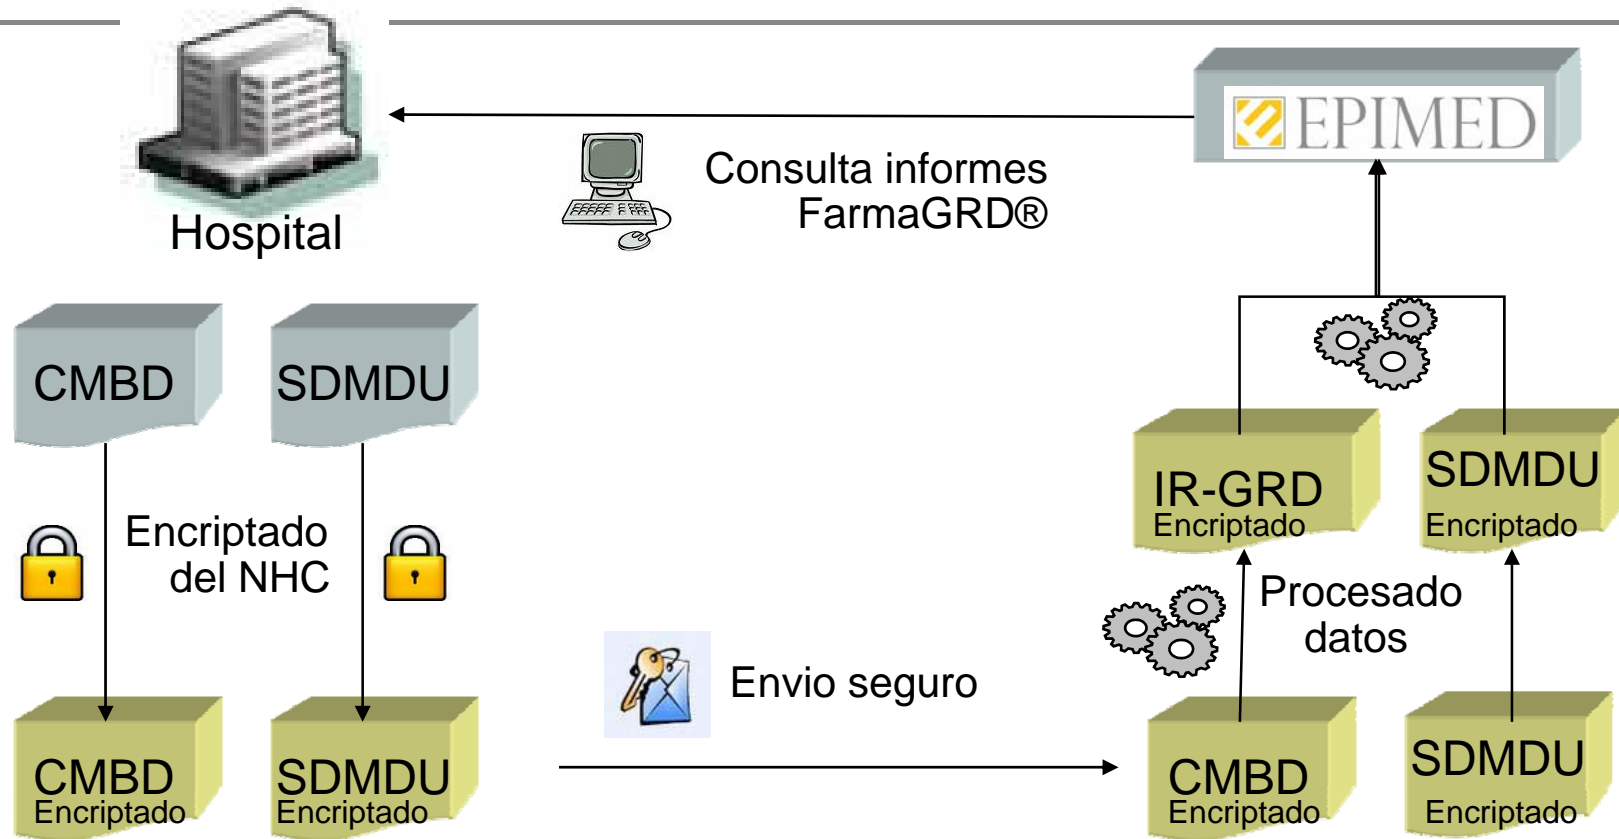 EPIMED
Consulta informes
FarmaGRD®
Hospital
CMBD
SDMDU
Encriptado
del NHC
IR-GRD
Encriptado
SDMDU
Encriptado
Procesado
datos
Envio seguro
CMBD
Encriptado
SDMDU
Encriptado
CMBD
Encriptado
SDMDU
Encriptado